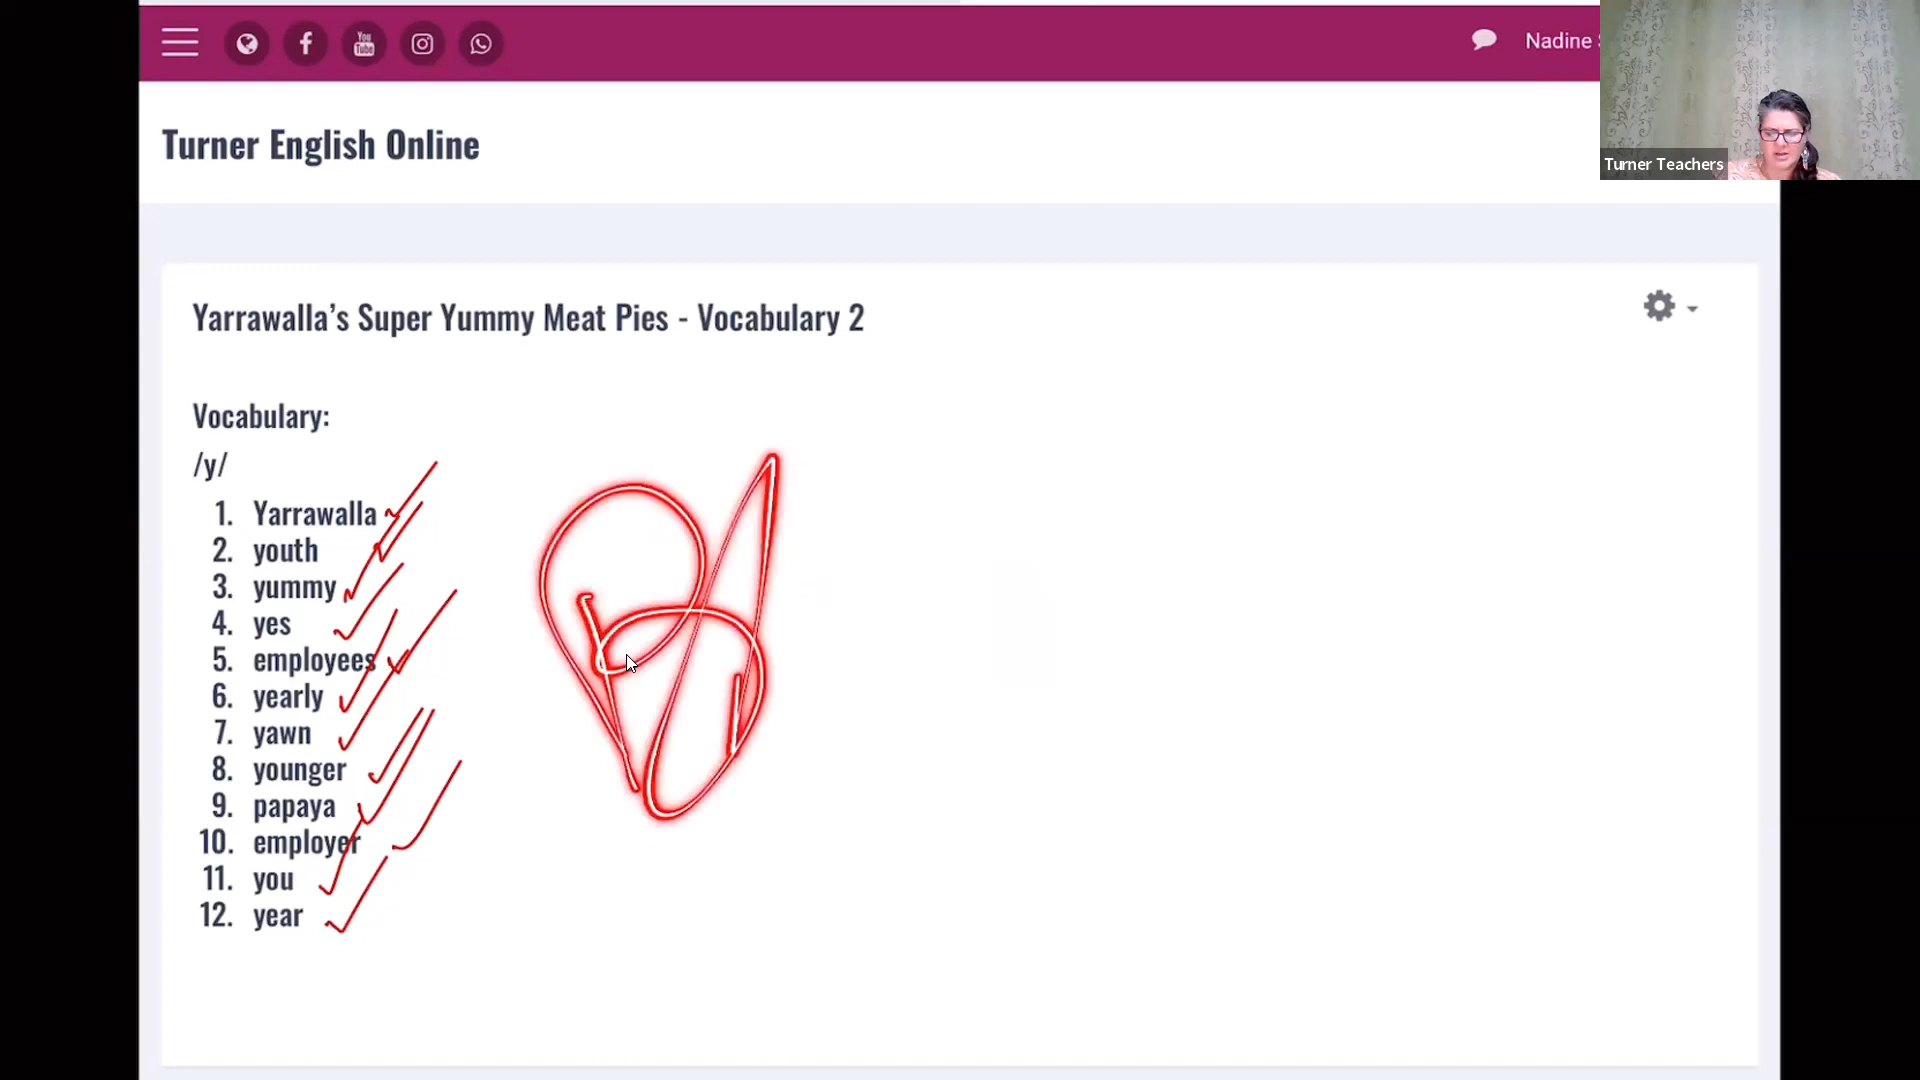 You
Tube
Nadine
Turner Teachers
Turner English Online
Yarrawalla's Super Yummy Meat Pies - Vocabulary 2
Vocabulary:
/y/
1. Yarrawalla
2. youth
3. yummy
4. yes
5. employees
6. yearly
7. yawn
8. younger
9. papaya
10. employer
11. you
12. year